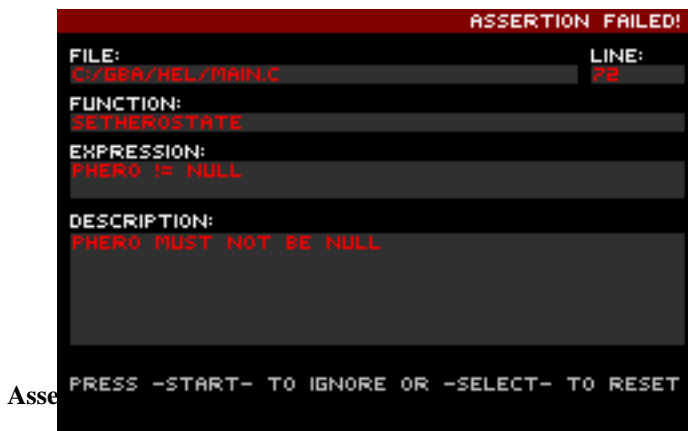 ASSERTION FAILED!
FILE: LINE:
C:/GBA/HEL/MAIN.C 72
FUNCTION:
SETHEROSTATE
EXPRESSION:
PHERO != NULL
DESCRIPTION:
PHERO MUST NOT BE NULL
PRESS -START- TO IGNORE OR -SELECT- TO RESET
Asse